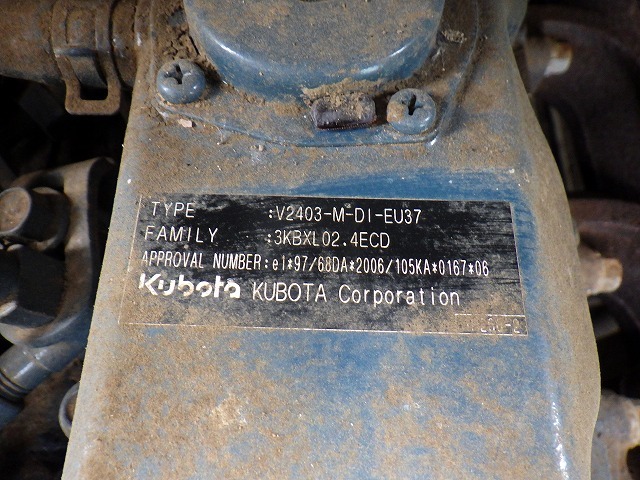 TYPE :V2403-M-DI-EU37
FAMILY :3KBXL02.4ECD
APPROVAL NUMBER:e1*97/68DA*2006/105KA*0167*06
Kubota KUBOTA Corporation